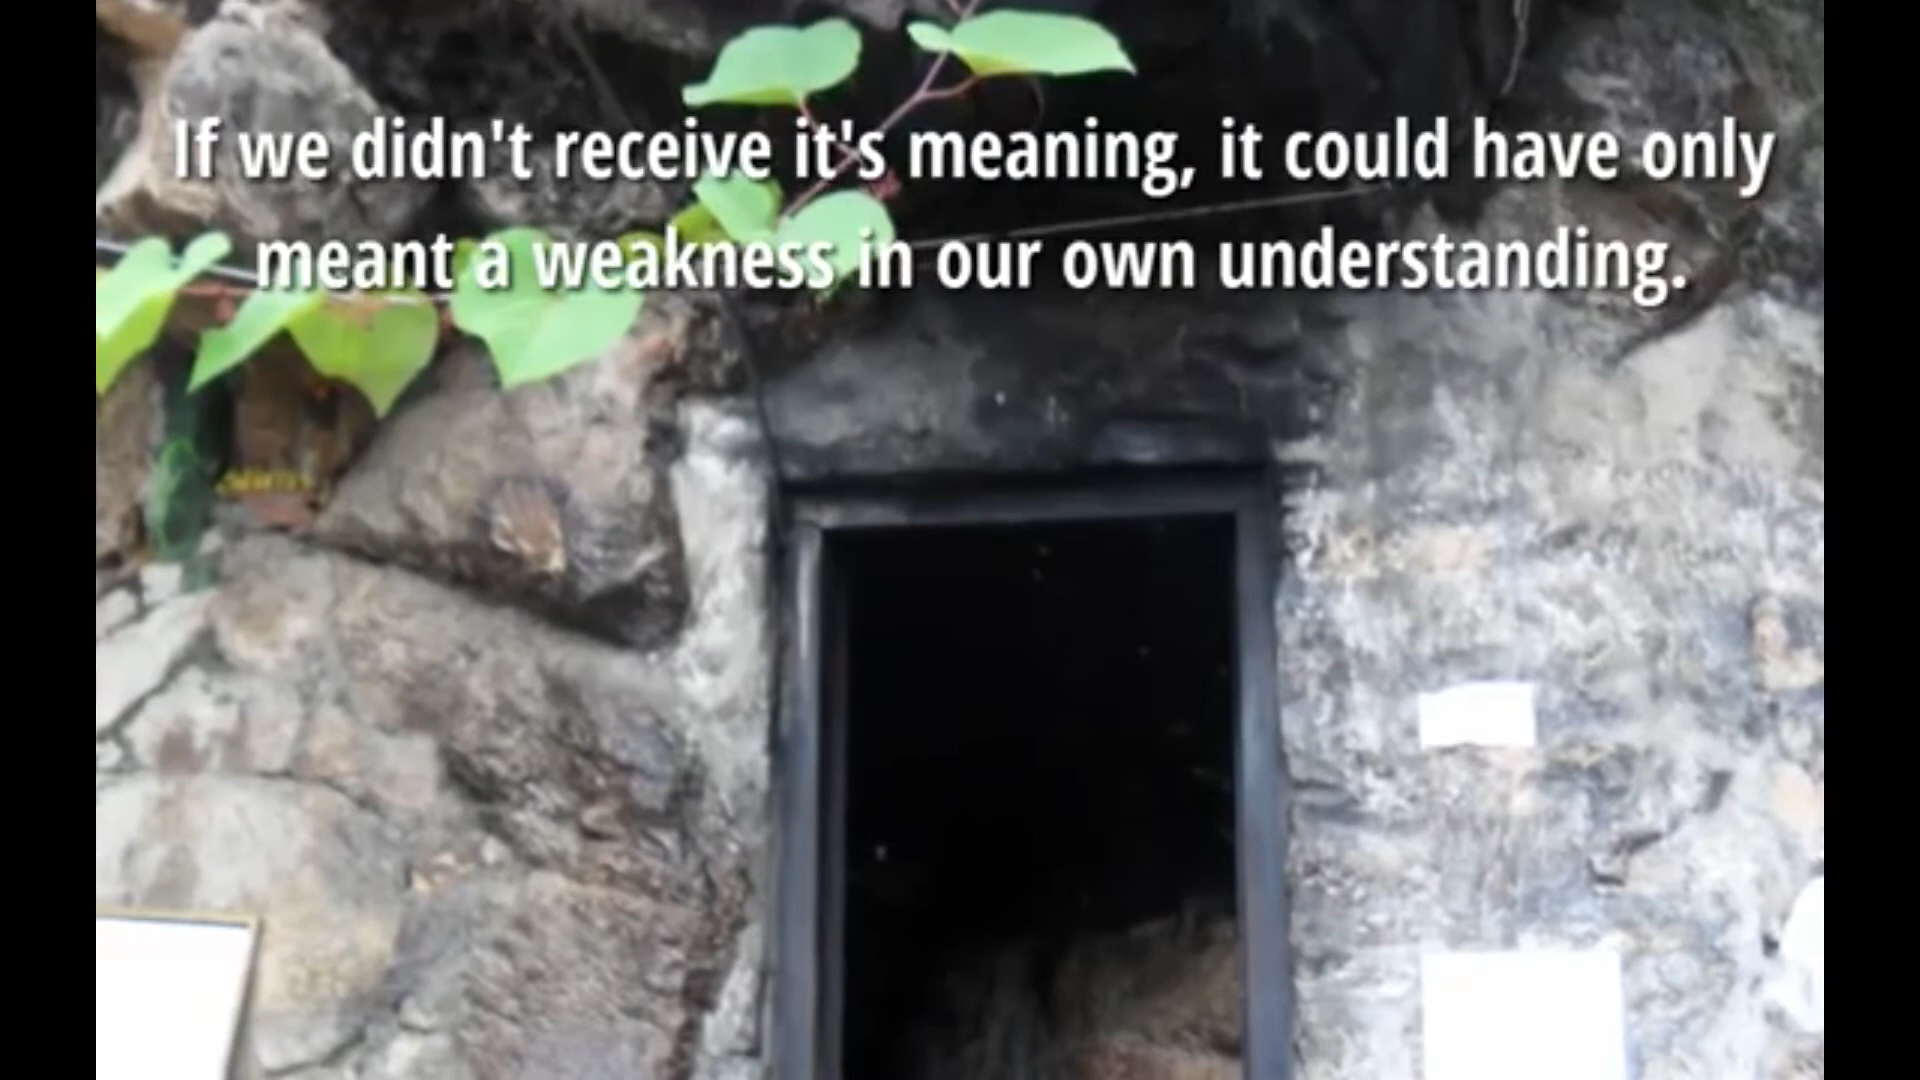 If we didn't receive it's meaning, it could have only
meant a weakness in our own understanding.